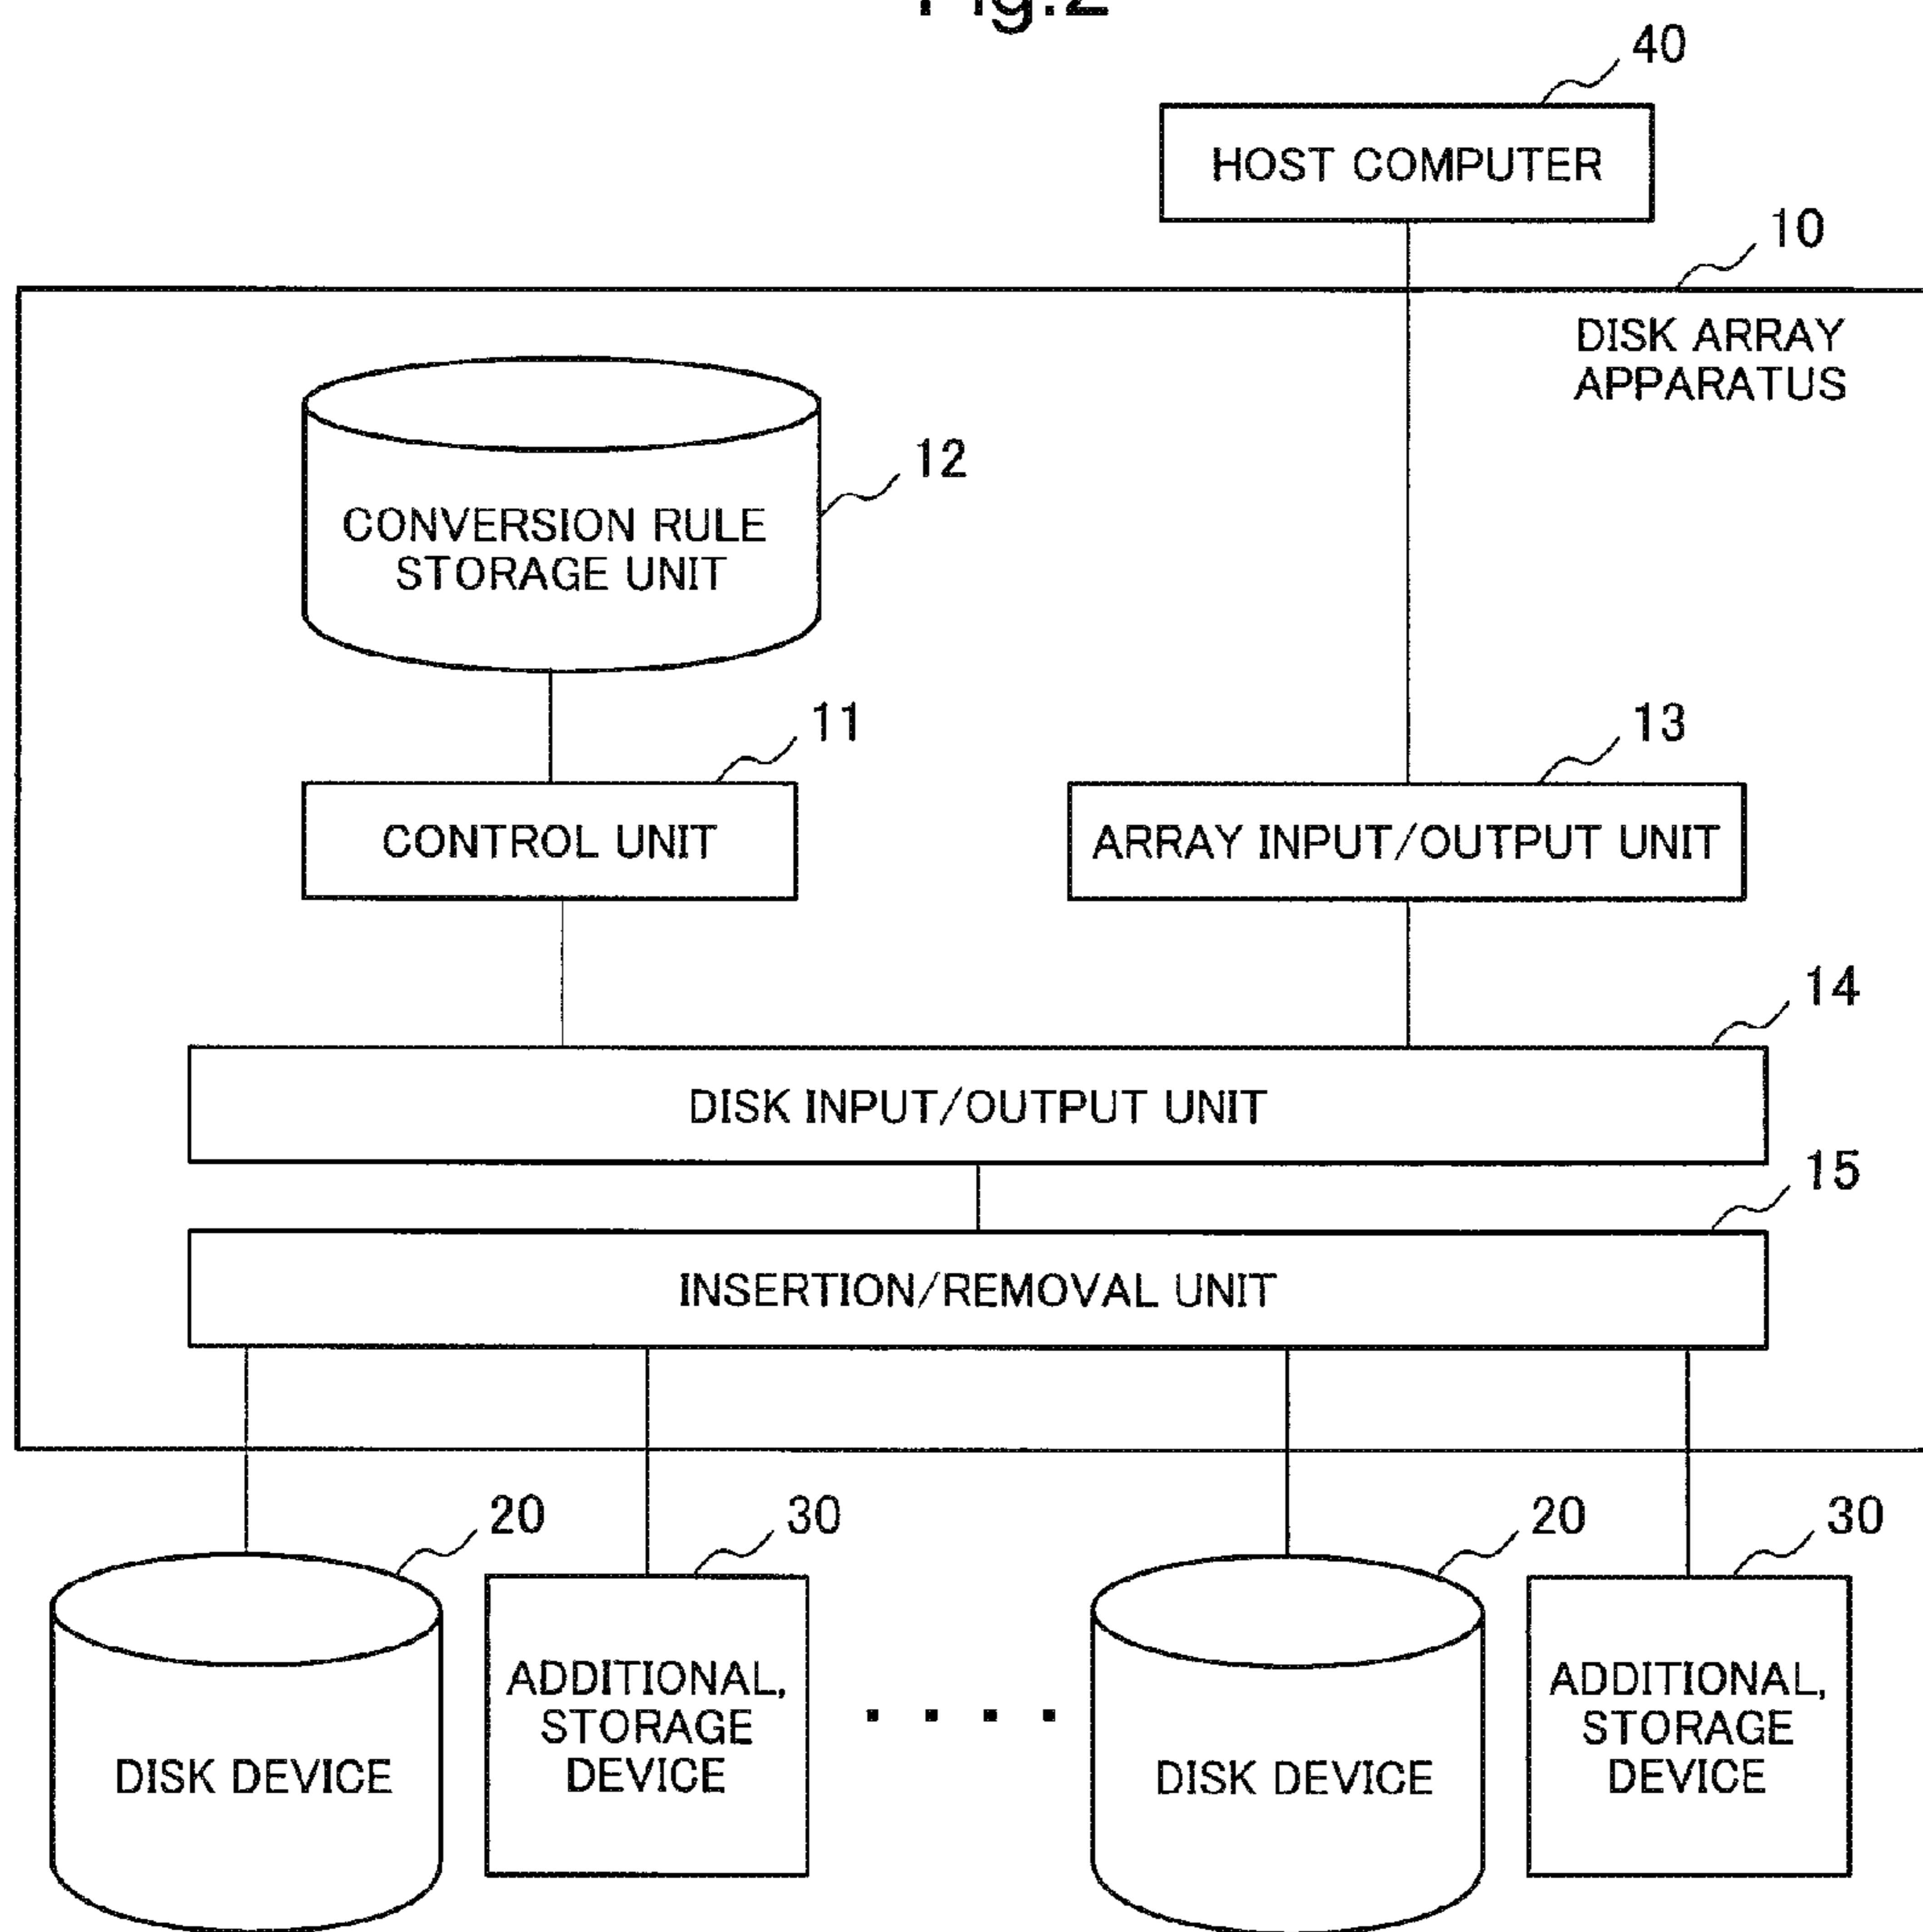 Fig.2
40
HOST COMPUTER
10
DISK ARRAY
APPARATUS
12
CONVERSION RULE
STORAGE UNIT
11
13
CONTROL UNIT
ARRAY INPUT/OUTPUT UNIT
14
DISK INPUT/OUTPUT UNIT
15
INSERTION/REMOVAL UNIT
20
30
20
30
DISK DEVICE
ADDITIONAL,
STORAGE
DEVICE
....
DISK DEVICE
ADDITIONAL,
STORAGE
DEVICE